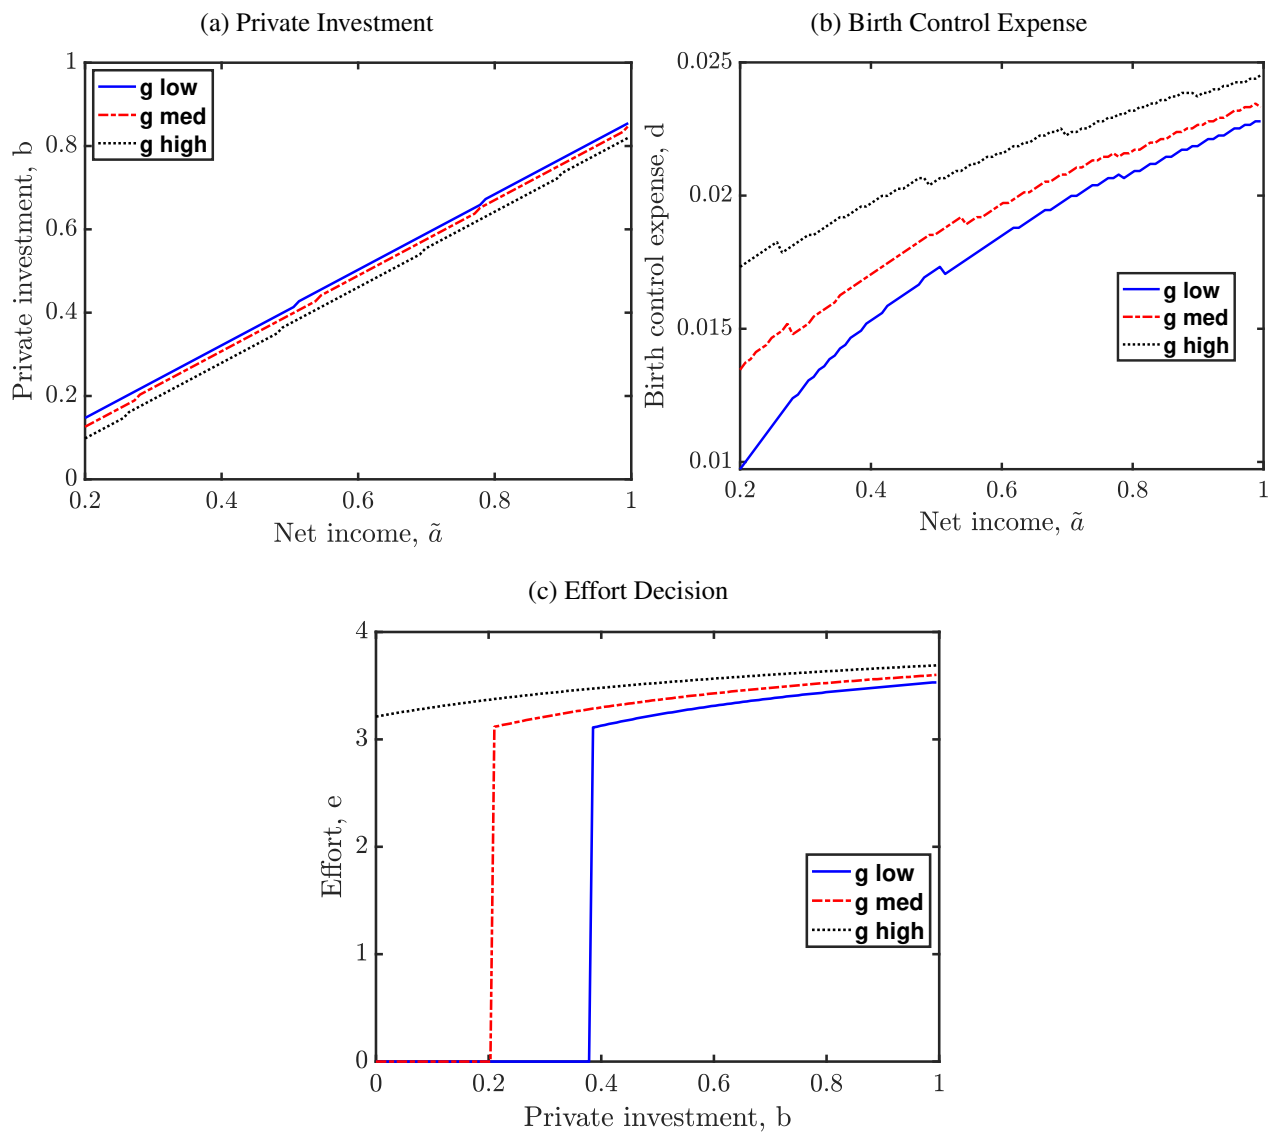 (a) Private Investment
1
0.8
0.6
0.4
0.2
0
0.2
0.4
0.6
0.8
1
Private investment, b
Net income, ã
g low
g med
g high
(b) Birth Control Expense
0.025
0.02
0.015
0.01
0.2
0.4
0.6
0.8
1
Birth control expense, d
Net income, ã
g low
g med
g high
(c) Effort Decision
4
3
2
1
0
0
0.2
0.4
0.6
0.8
1
Effort, e
Private investment, b
g low
g med
g high